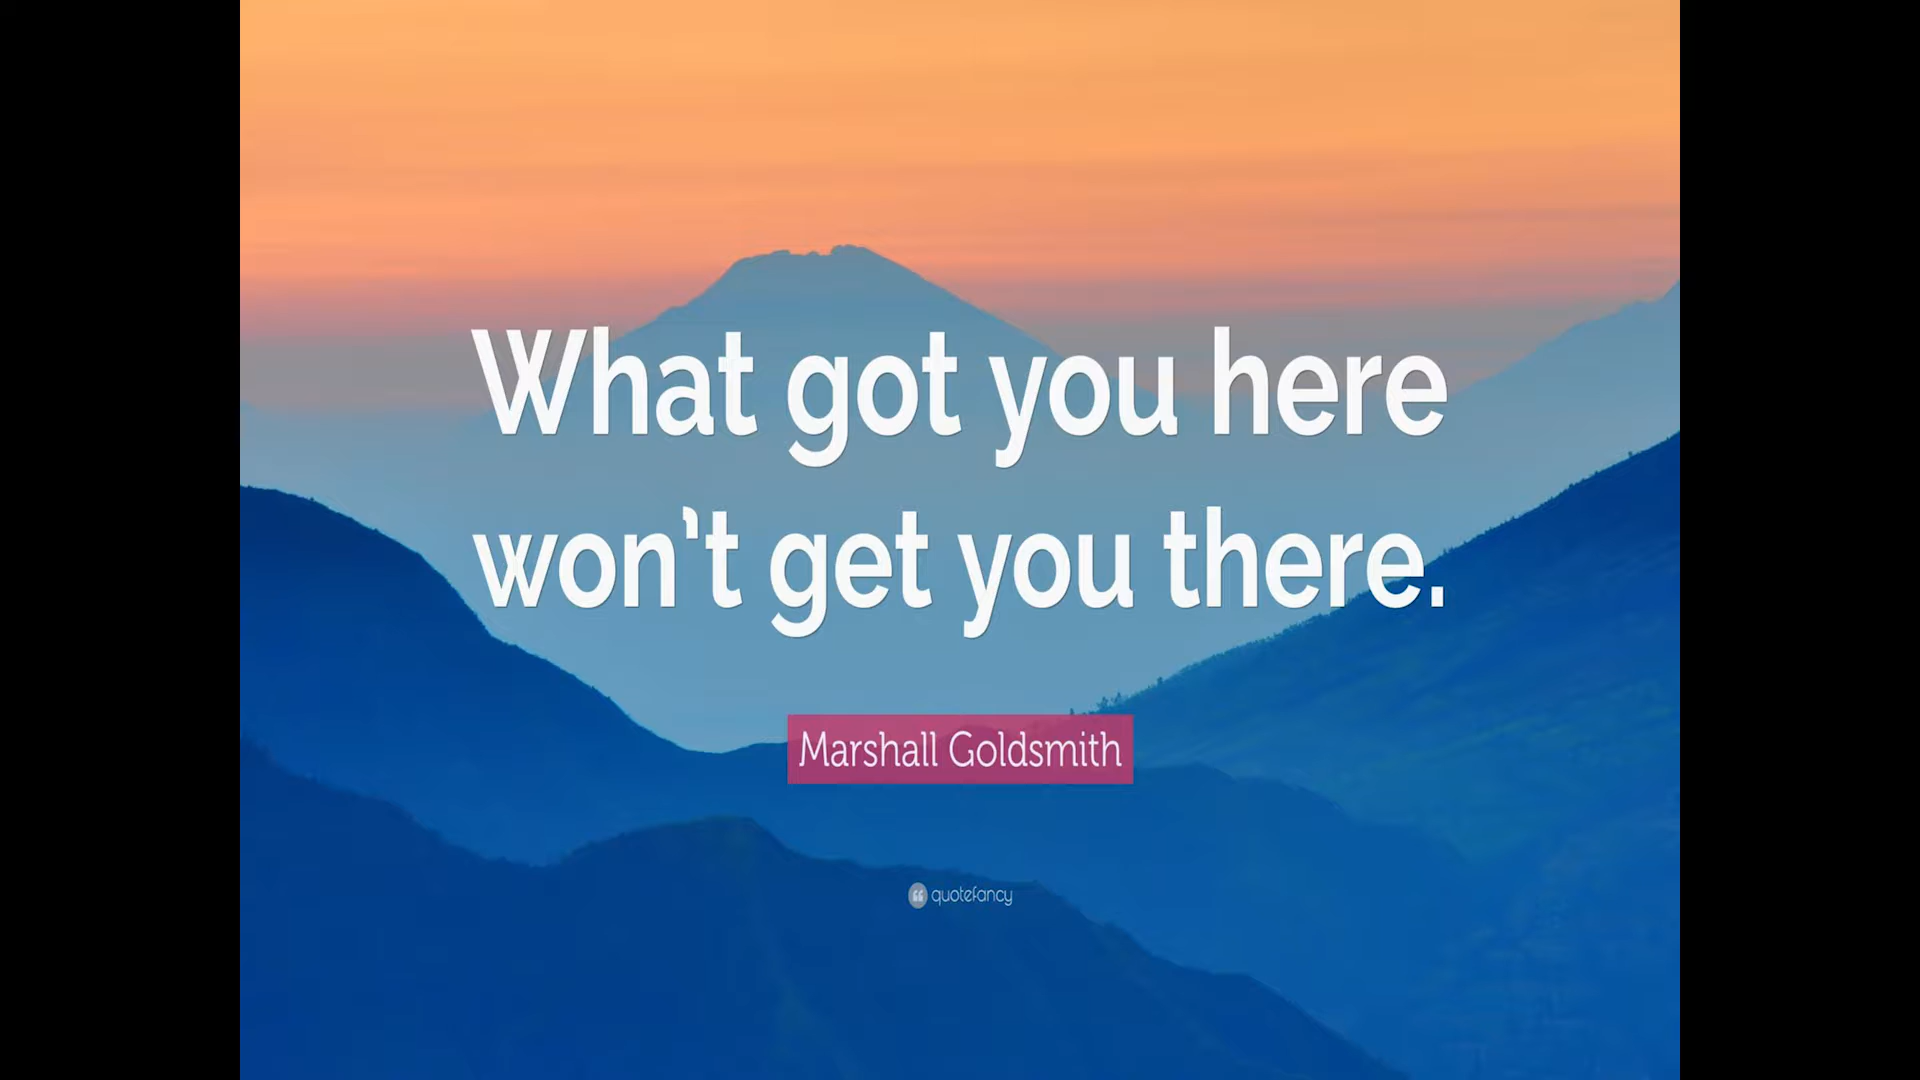 What got you here
won't get you there.
Marshall Goldsmith
quotefancy